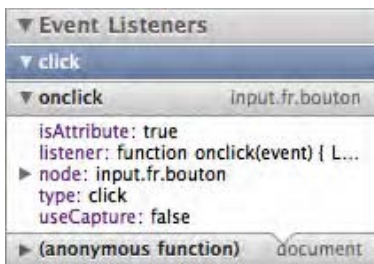 ▼ Event Listeners
▼ click
▼ onclick input.fr.bouton
isAttribute: true
listener: function onclick(event) { L...
▶ node: input.fr.bouton
type: click
useCapture: false
▶ (anonymous function) document